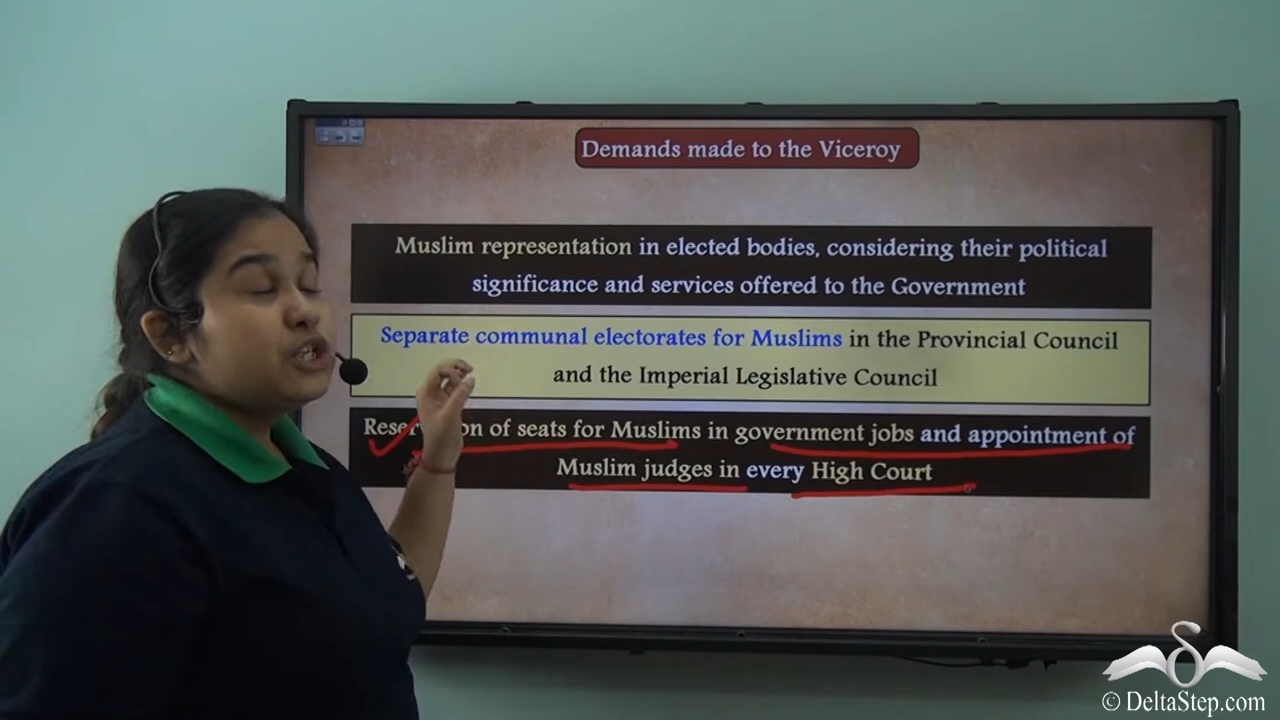 Demands made to the Viceroy
Muslim representation in elected bodies, considering their political
significance and services offered to the Government
Separate communal electorates for Muslims in the Provincial Council
and the Imperial Legislative Council
on of seats for Muslims in government jobs and appointment of
Muslim judges in every High Court
© DeltaStep.com